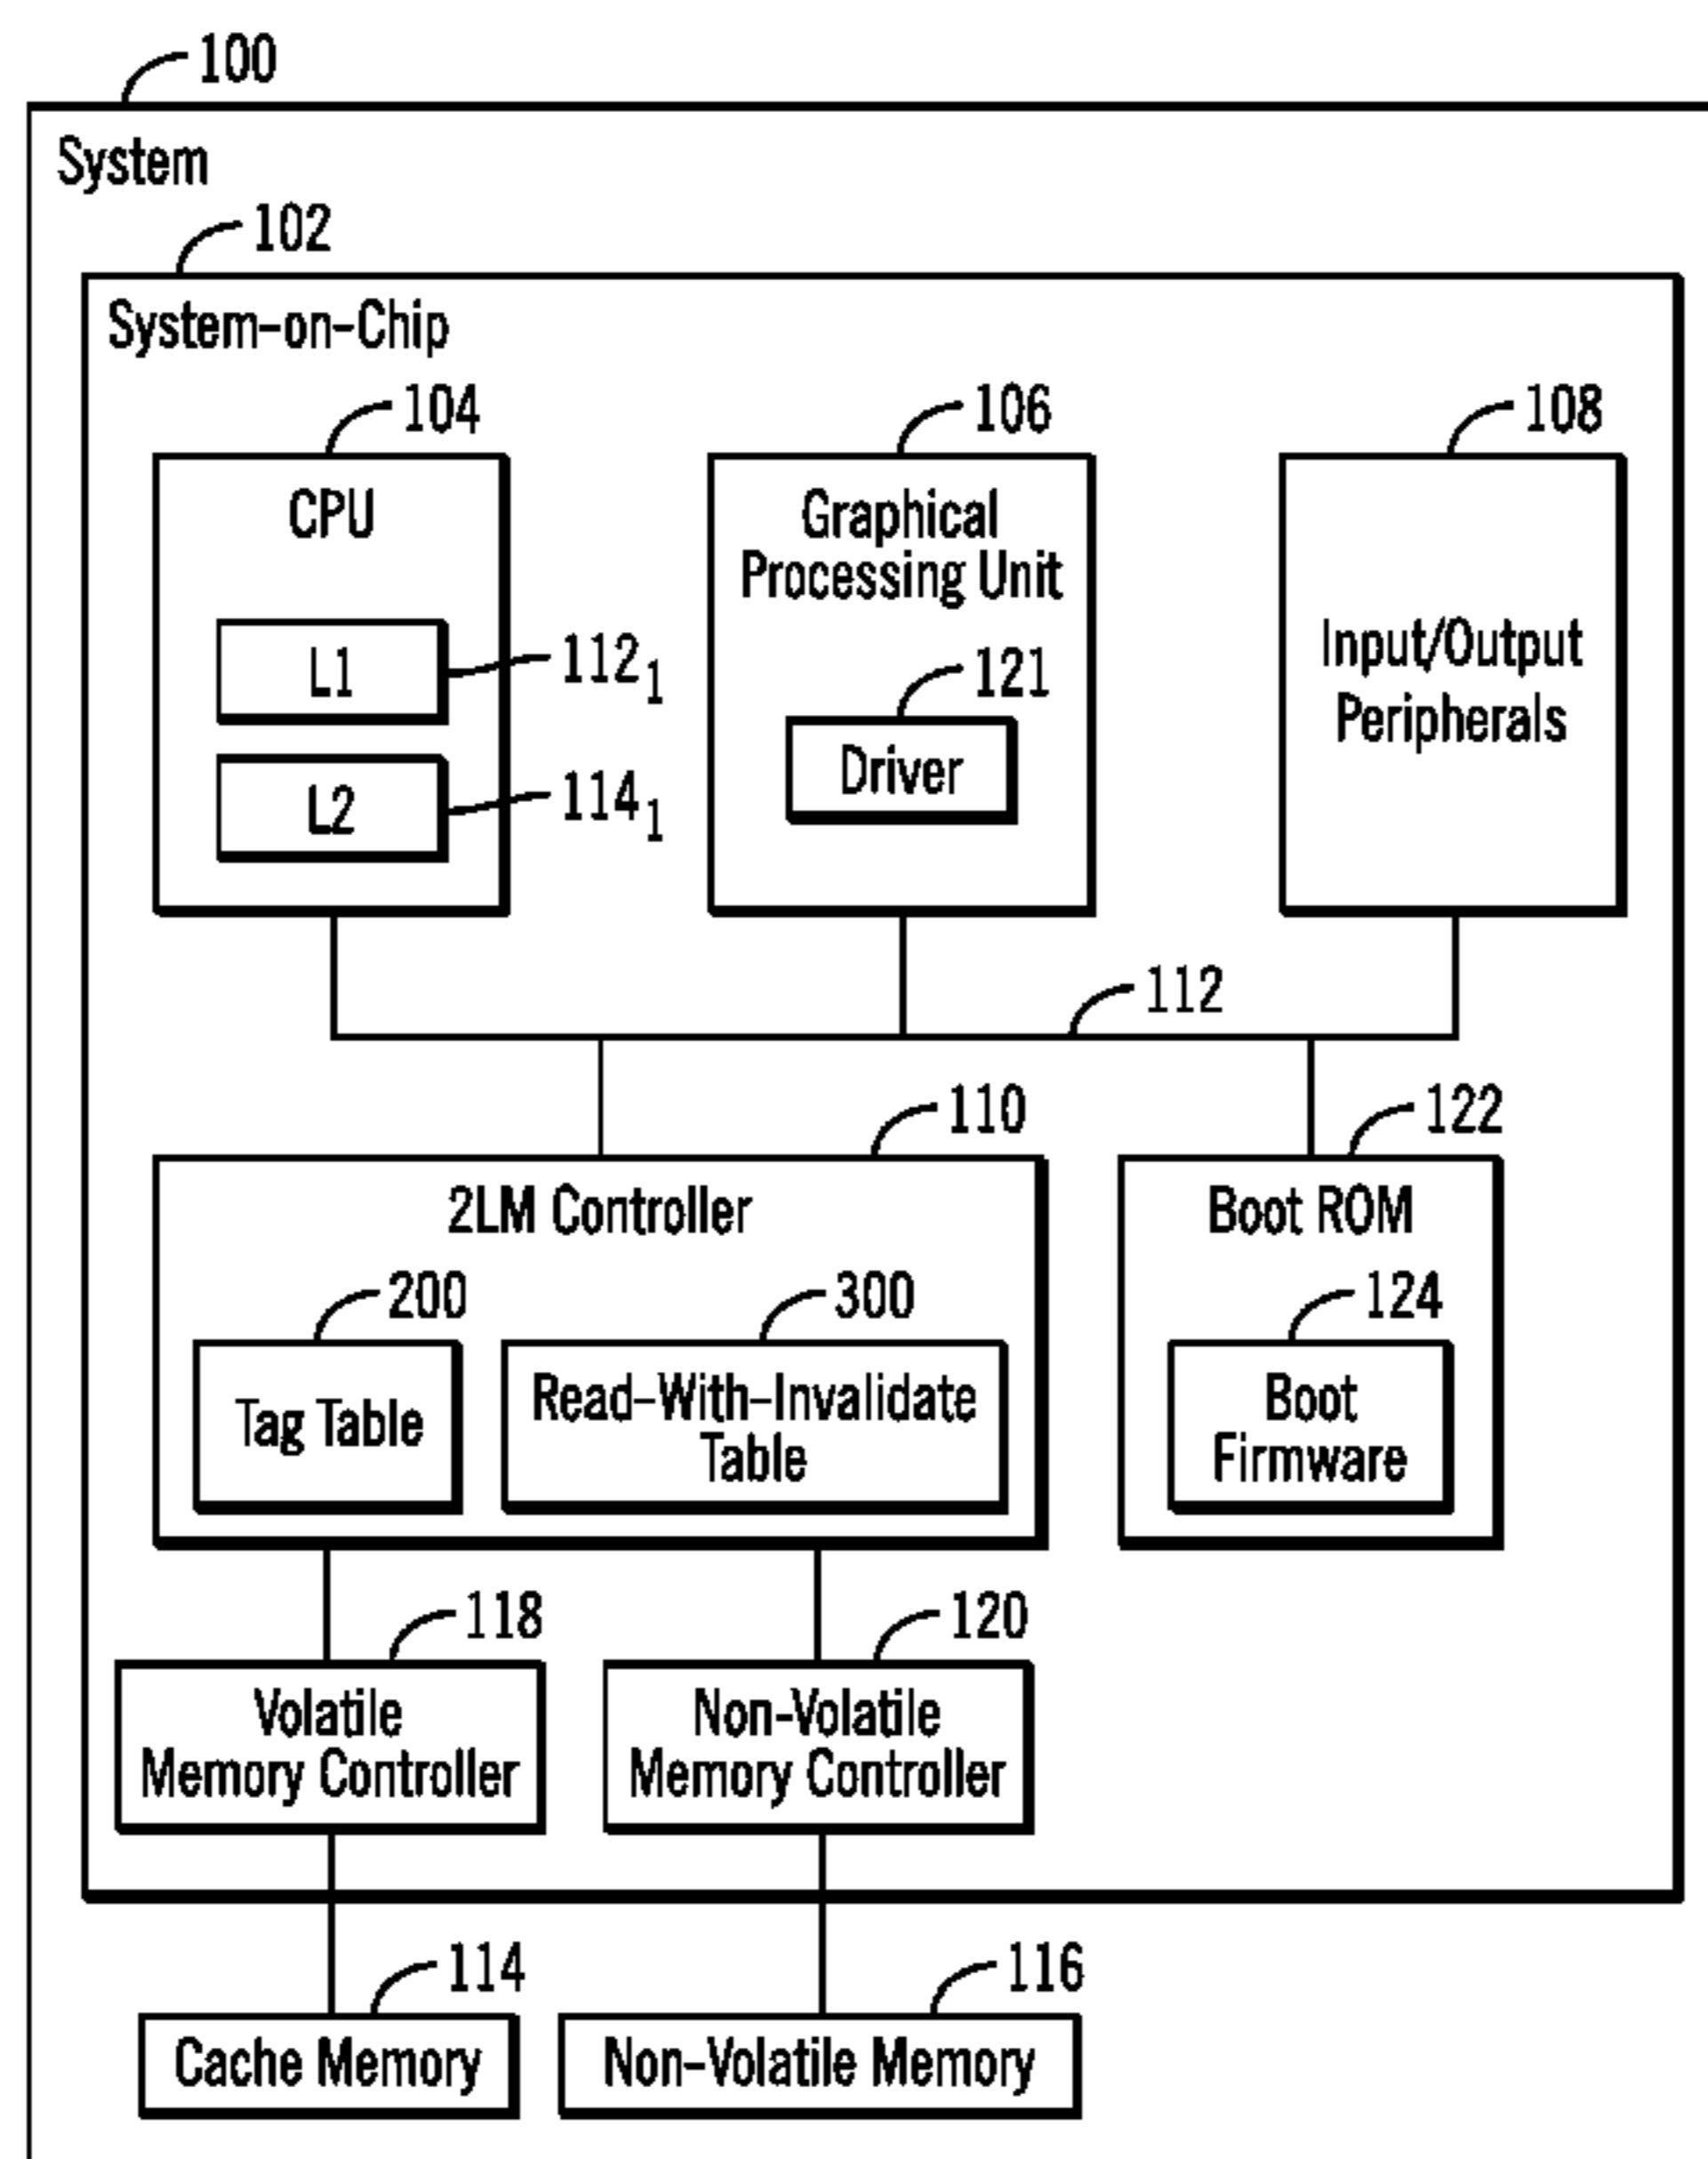 100
System
102
System-on-Chip
104
106
108
CPU
Graphical
Processing Unit
Input/Output
Peripherals
L1
112₁
121
Driver
L2
114₁
112
110
122
2LM Controller
Boot ROM
200
300
124
Tag Table
Read-With-Invalidate
Table
Boot
Firmware
118
120
Volatile
Memory Controller
Non-Volatile
Memory Controller
114
116
Cache Memory
Non-Volatile Memory